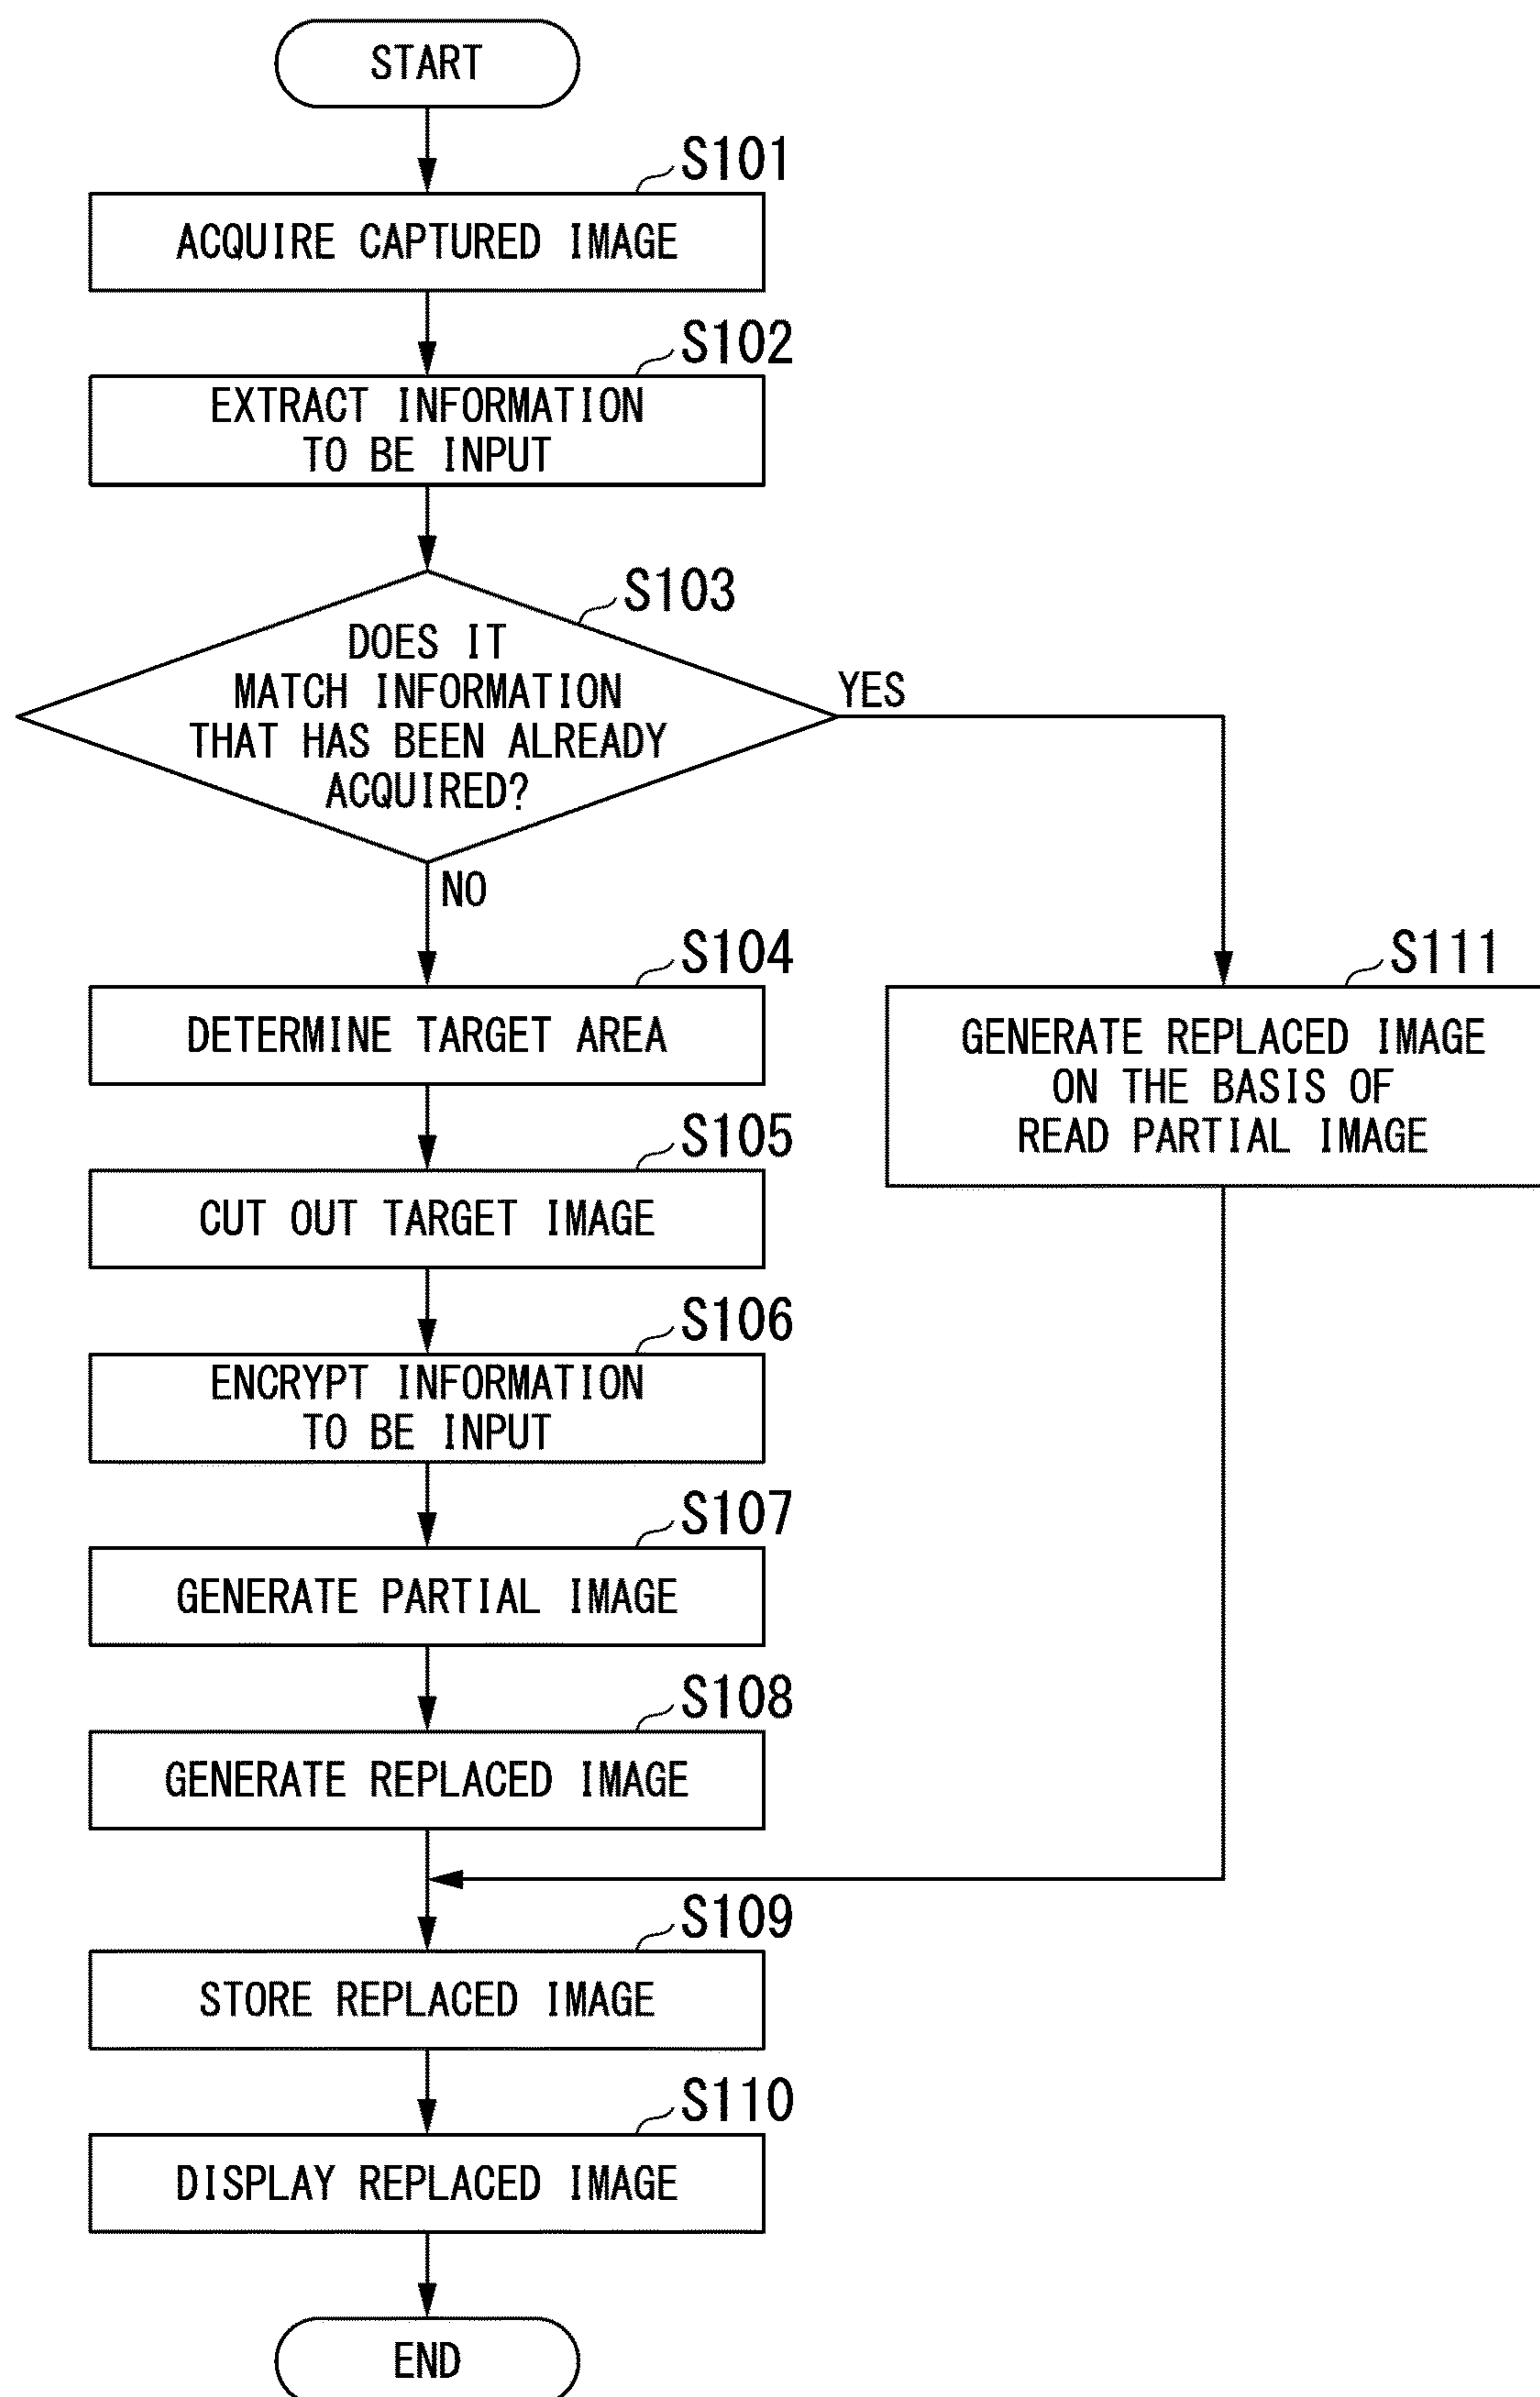 START
S101
ACQUIRE CAPTURED IMAGE
S102
EXTRACT INFORMATION
TO BE INPUT
S103
DOES IT
MATCH INFORMATION
THAT HAS BEEN ALREADY
ACQUIRED?
YES
NO
S104
DETERMINE TARGET AREA
S111
GENERATE REPLACED IMAGE
ON THE BASIS OF
READ PARTIAL IMAGE
S105
CUT OUT TARGET IMAGE
S106
ENCRYPT INFORMATION
TO BE INPUT
S107
GENERATE PARTIAL IMAGE
S108
GENERATE REPLACED IMAGE
S109
STORE REPLACED IMAGE
S110
DISPLAY REPLACED IMAGE
END